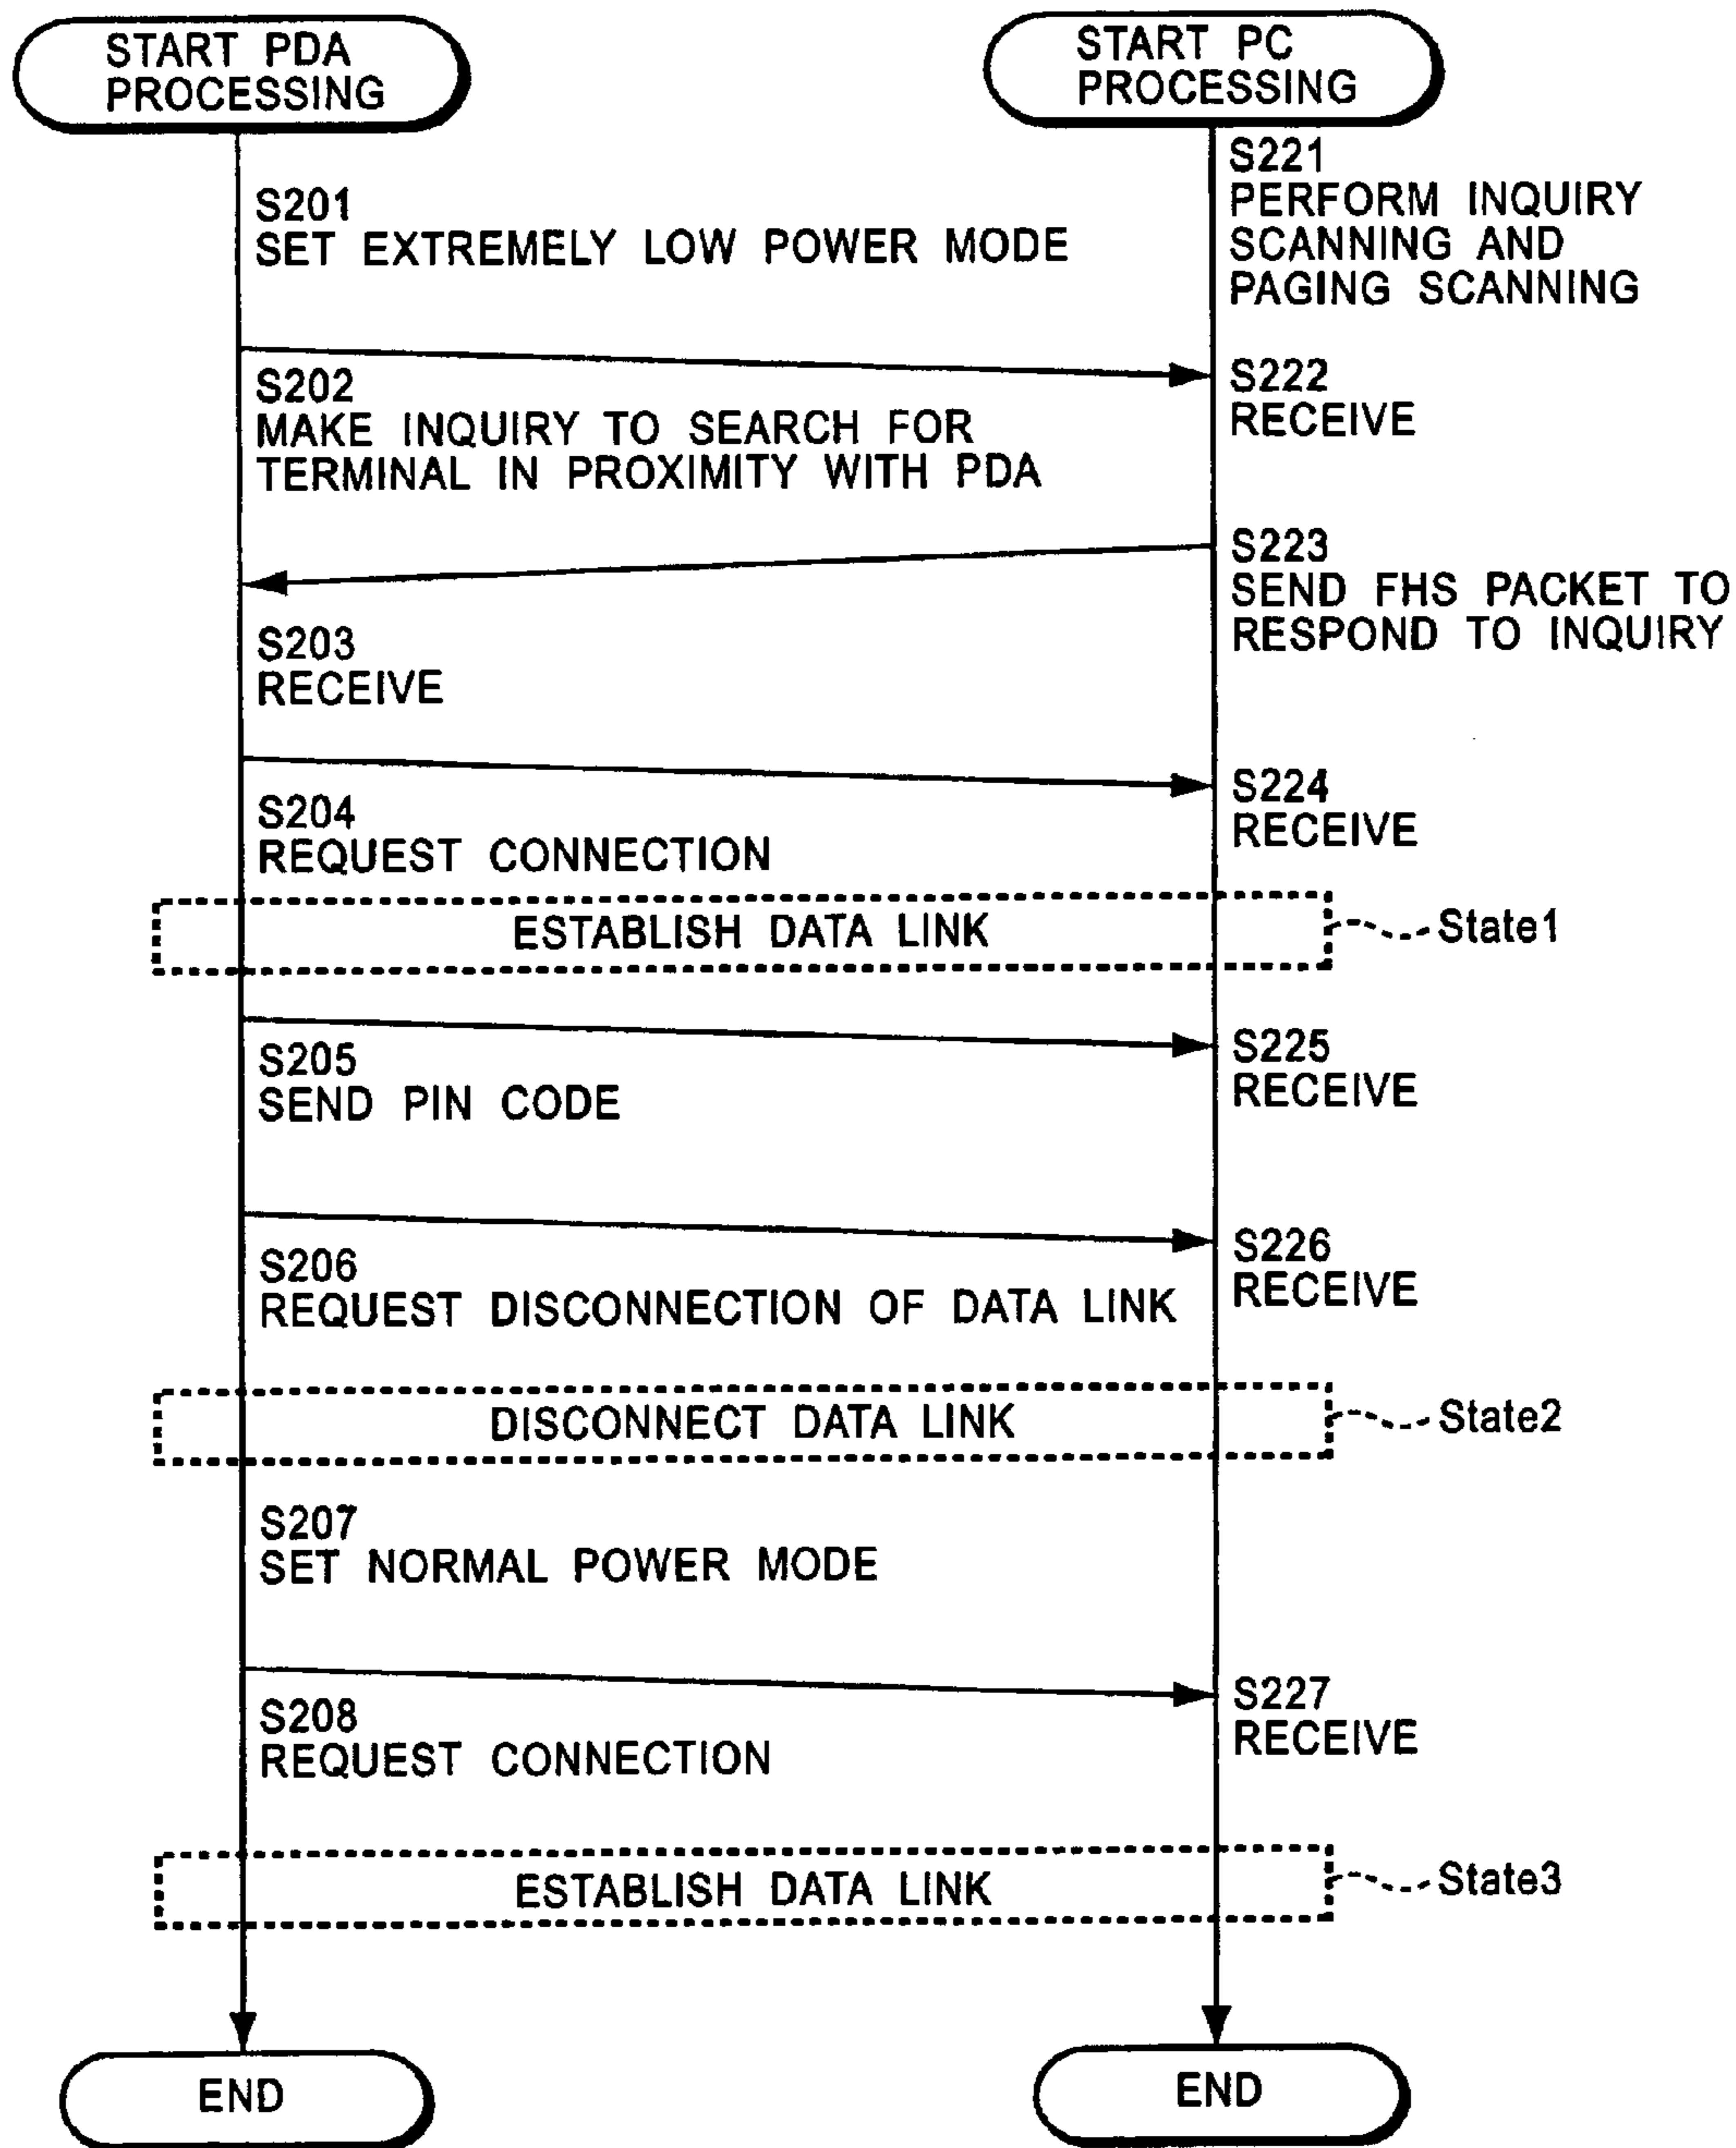 START PDA
PROCESSING
START PC
PROCESSING
S221
PERFORM INQUIRY
SCANNING AND
PAGING SCANNING
S201
SET EXTREMELY LOW POWER MODE
S202
MAKE INQUIRY TO SEARCH FOR
TERMINAL IN PROXIMITY WITH PDA
S222
RECEIVE
S223
SEND FHS PACKET TO
RESPOND TO INQUIRY
S203
RECEIVE
S204
REQUEST CONNECTION
S224
RECEIVE
ESTABLISH DATA LINK
State1
S205
SEND PIN CODE
S225
RECEIVE
S206
REQUEST DISCONNECTION OF DATA LINK
S226
RECEIVE
DISCONNECT DATA LINK
State2
S207
SET NORMAL POWER MODE
S208
REQUEST CONNECTION
S227
RECEIVE
ESTABLISH DATA LINK
State3
END
END